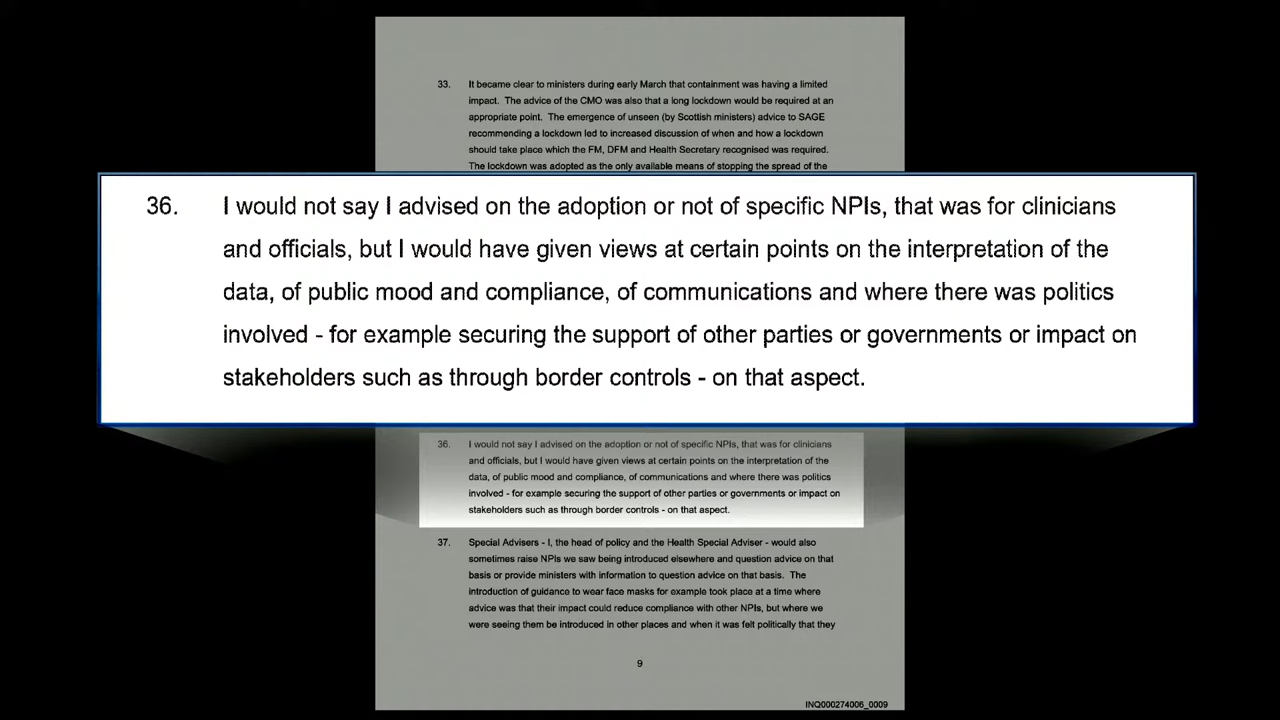 33. It became clear to ministers during early March that containment was having a limited
impact. The advice of the CMO was also that a long lockdown would be required at an
appropriate point. The emergence of unseen (by Scottish ministers) advice to SAGE
recommending a lockdown led to increased discussion of when and how a lockdown
should take place which the FM, DFM and Health Secretary recognised was required.
The lockdown was adopted as the only available means of stopping the spread of the
36. I would not say I advised on the adoption or not of specific NPIs, that was for clinicians
and officials, but I would have given views at certain points on the interpretation of the
data, of public mood and compliance, of communications and where there was politics
involved - for example securing the support of other parties or governments or impact on
stakeholders such as through border controls - on that aspect.
36. I would not say I advised on the adoption or not of specific NPIs, that was for clinicians
and officials, but I would have given views at certain points on the interpretation of the
data, of public mood and compliance, of communications and where there was politics
involved - for example securing the support of other parties or governments or impact on
stakeholders such as through border controls - on that aspect.
37. Special Advisers - I, the head of policy and the Health Special Adviser - would also
sometimes raise NPIs we saw being introduced elsewhere and question advice on that
basis or provide ministers with information to question advice on that basis. The
introduction of guidance to wear face masks for example took place at a time where
advice was that their impact could reduce compliance with other NPIs, but where we
were seeing them be introduced in other places and when it was felt politically that they
9
INQ000274006_0009